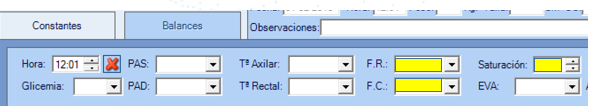 Constantes Balances
Observaciones:
Hora: 12:01 PAS: Tª Axilar: F.R.: Saturación:
Glicemia: PAD: Tª Rectal: F.C.: EVA: